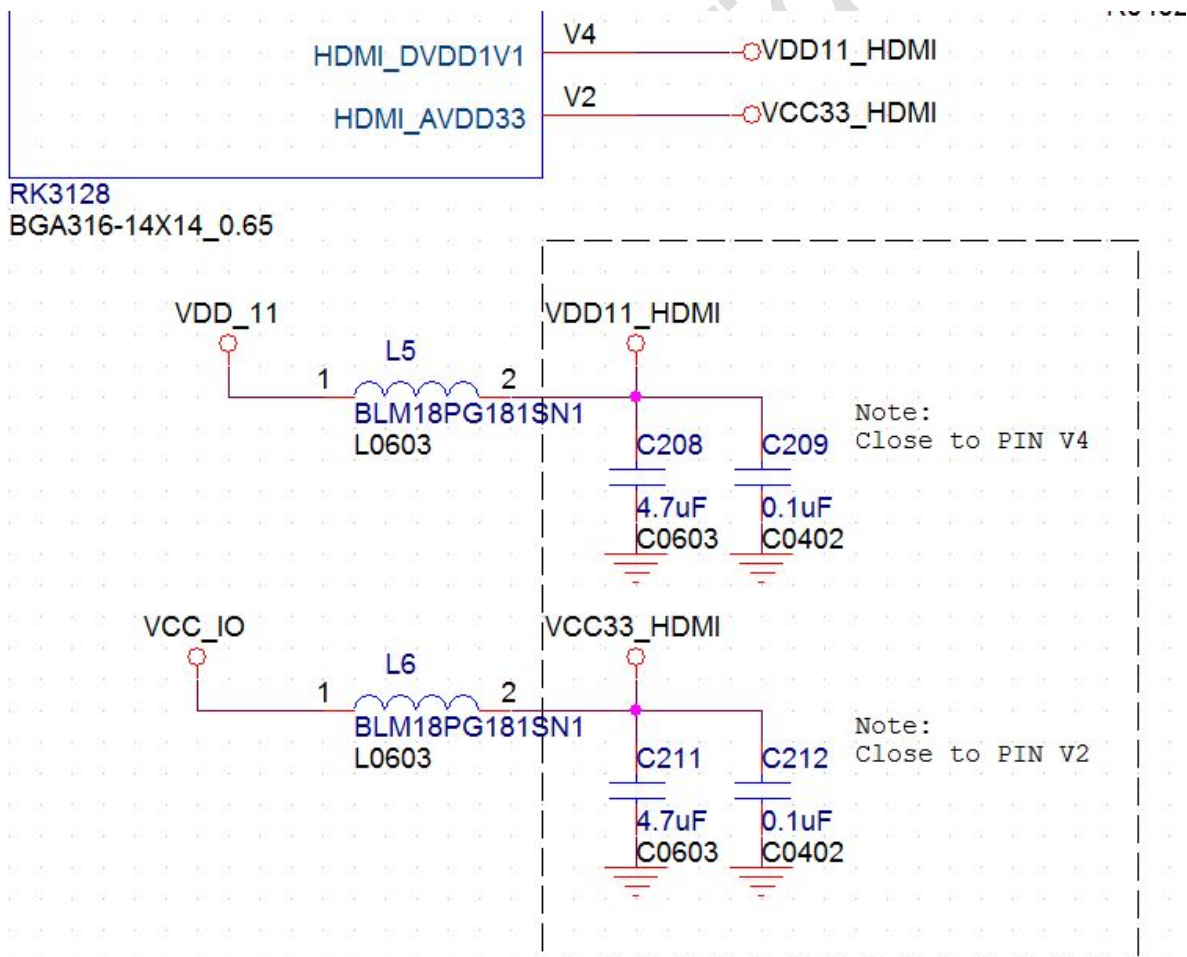 HDMI_DVDD1V1
V4
VDD11_HDMI
HDMI_AVDD33
V2
VCC33_HDMI
RK3128
BGA316-14X14_0.65
VDD_11
VDD11_HDMI
L5
1
2
BLM18PG181SN1
L0603
Note:
Close to PIN V4
C208
C209
4.7uF
0.1uF
C0603
C0402
VCC_IO
VCC33_HDMI
L6
1
2
BLM18PG181SN1
L0603
Note:
Close to PIN V2
C211
C212
4.7uF
0.1uF
C0603
C0402